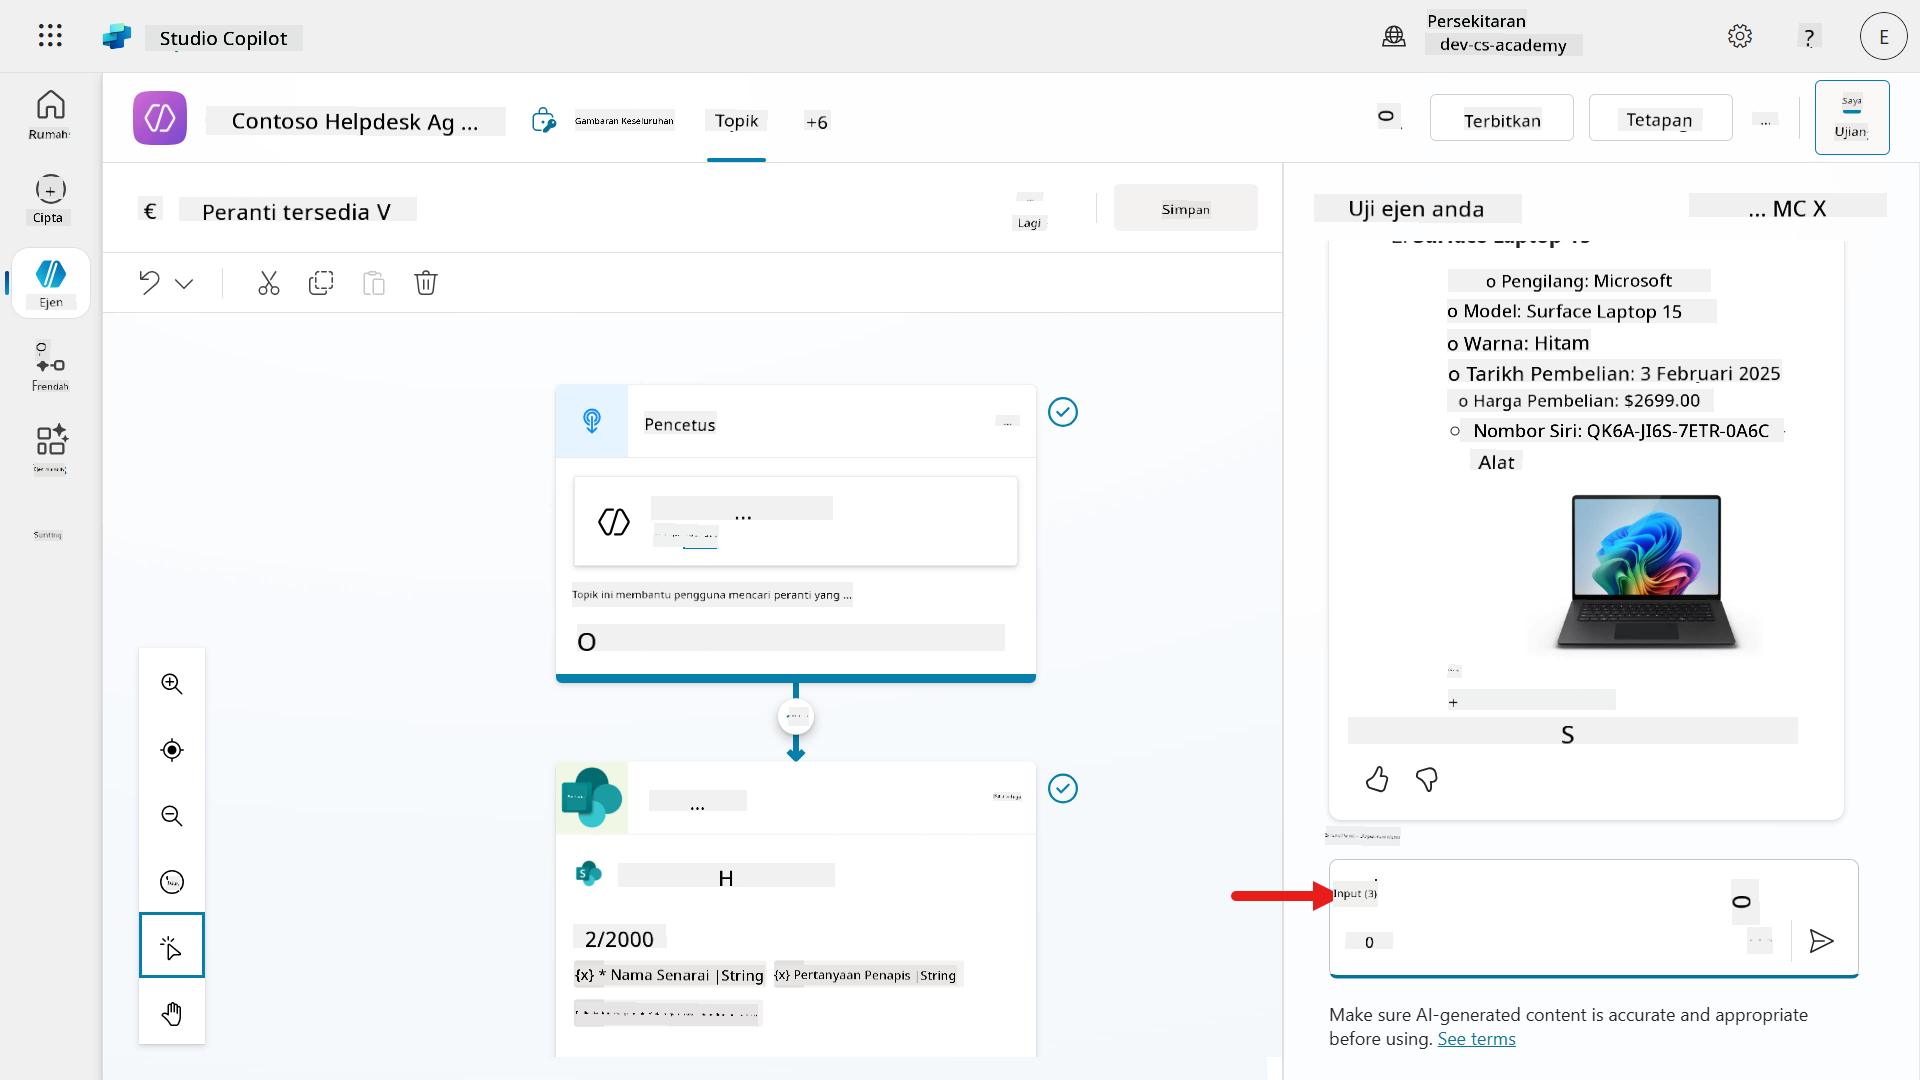 Studio Copilot
Persekitaran
dev-cs-academy
?
E
Rumah
Cipta
Ejen
Frendah
Sunting
Contoso Helpdesk Ag ...
Gambaran Keseluruhan
Topik
+6
Terbitkan
Tetapan
...
Saya
Ujian
€ Peranti tersedia V
Lagi
Simpan
Pencetus
...
...
Topik ini membantu pengguna mencari peranti yang ...
O
...
H
2/2000
{x} * Nama Senarai |String
{x} Pertanyaan Penapis |String
Uji ejen anda
... MC X
o Pengilang: Microsoft
o Model: Surface Laptop 15
o Warna: Hitam
o Tarikh Pembelian: 3 Februari 2025
o Harga Pembelian: $2699.00
o Nombor Siri: QK6A-JI6S-7ETR-0A6C
Alat
+
S
Input (3)
0
Make sure AI-generated content is accurate and appropriate
before using. See terms